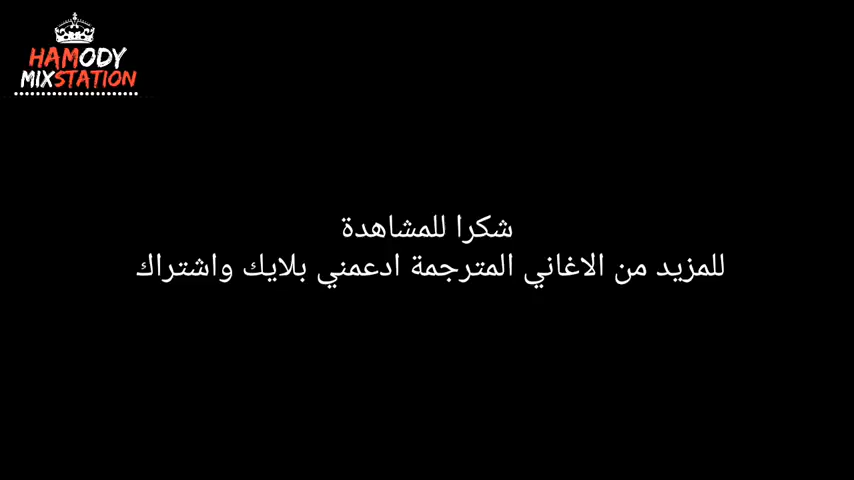 HAMODY
MIXSTATION
شكرا للمشاهدة
للمزيد من الاغاني المترجمة ادعمني بلايك واشتراك